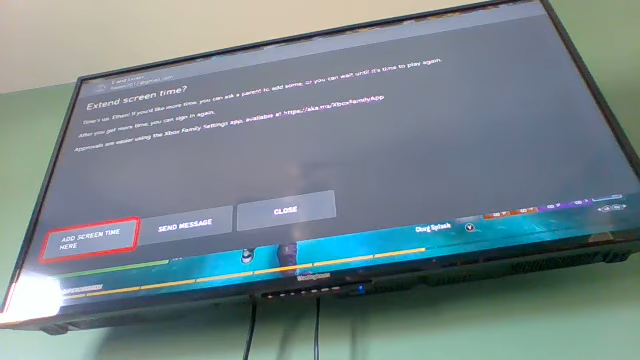 Extend screen time?
Time's up, Ethan! If you'd like more time, you can ask a parent to add some, or you can wait until it's time to play again.
After you get more time, you can sign in again.
Approvals are easier using the Xbox Family Settings app, available at https://aka.ms/XboxFamilyApp
ADD SCREEN TIME
HERE
SEND MESSAGE
CLOSE
Chug Splash
Y